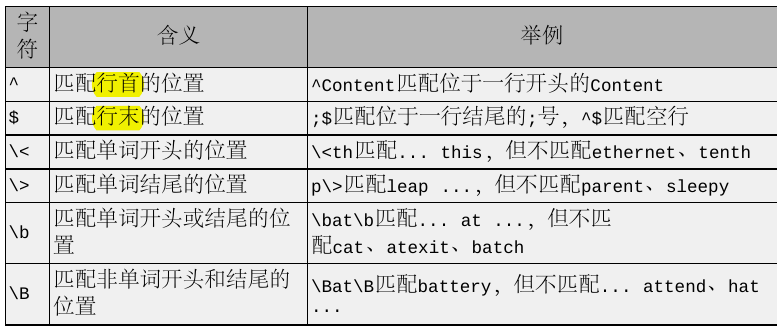 字符 含义 举例
^ 匹配行首的位置 ^Content匹配位于一行开头的Content
$ 匹配行末的位置 ;$匹配位于一行结尾的;号，^$匹配空行
\< 匹配单词开头的位置 \<th匹配... this，但不匹配ethernet、tenth
\> 匹配单词结尾的位置 p\>匹配leap ...，但不匹配parent、sleepy
\b 匹配单词开头或结尾的位置 \bat\b匹配... at ...，但不匹配cat、atexit、batch
\B 匹配非单词开头和结尾的位置 \Bat\B匹配battery，但不匹配... attend、hat ...